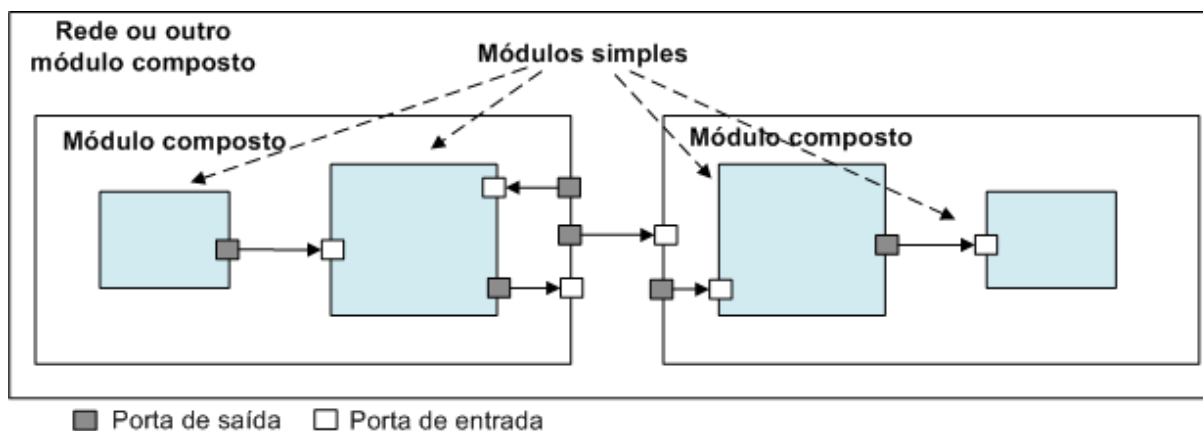 Rede ou outro
módulo composto
Módulos simples
Módulo composto
Módulo composto
Porta de saída
Porta de entrada